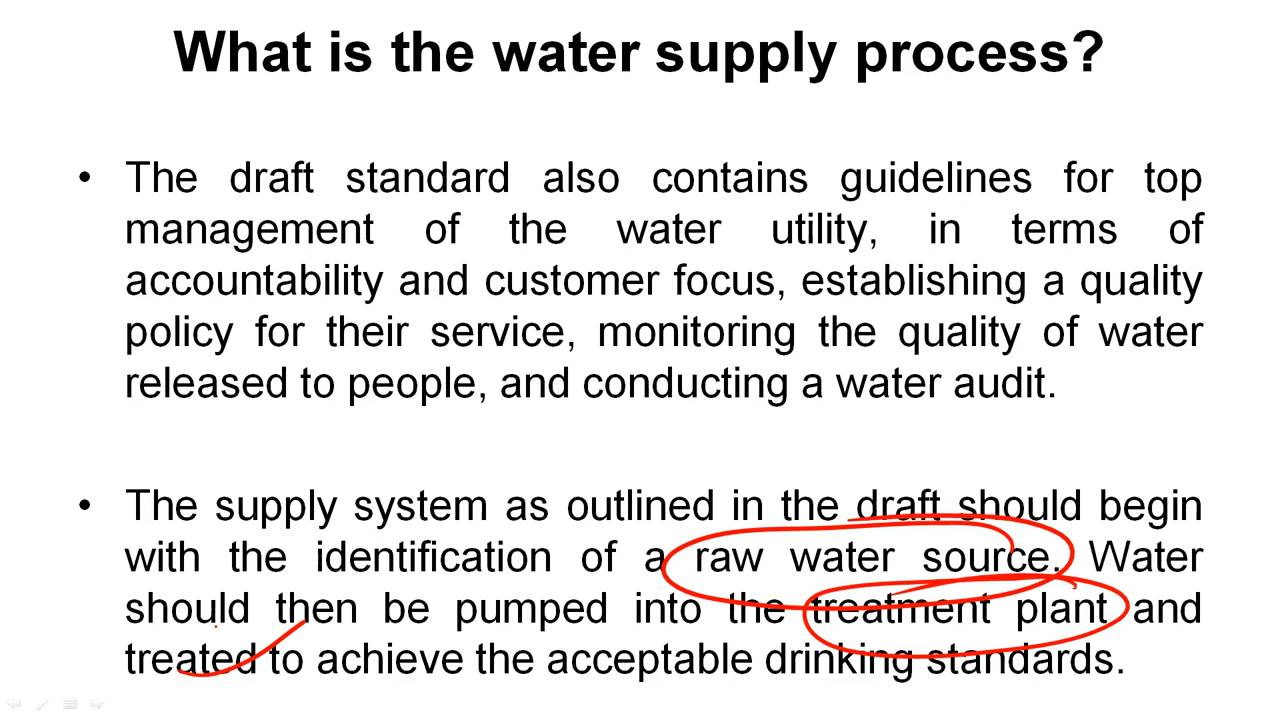 What is the water supply process?
• The draft standard also contains guidelines for top
management of the water utility, in terms of
accountability and customer focus, establishing a quality
policy for their service, monitoring the quality of water
released to people, and conducting a water audit.
• The supply system as outlined in the draft should begin
with the identification of a raw water source. Water
should then be pumped into the treatment plant and
treated to achieve the acceptable drinking standards.